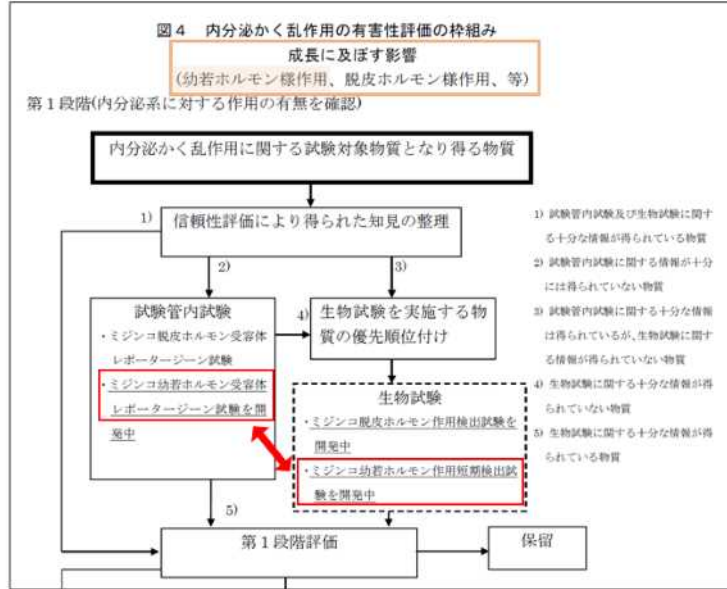 図４　内分泌かく乱作用の有害性評価の枠組み
成長に及ぼす影響
(幼若ホルモン様作用、脱皮ホルモン様作用、等)
第１段階(内分泌系に対する作用の有無を確認)
内分泌かく乱作用に関する試験対象物質となり得る物質
1)
信頼性評価により得られた知見の整理
2)
3)
試験管内試験
・ミジンコ脱皮ホルモン受容体
レポータージーン試験
・ミジンコ幼若ホルモン受容体
レポータージーン試験を開
発中
4)
生物試験を実施する物
質の優先順位付け
生物試験
・ミジンコ脱皮ホルモン作用検出試験を
開発中
・ミジンコ幼若ホルモン作用短期検出試
験を開発中
5)
第１段階評価
保留
1) 試験管内試験及び生物試験に関す
る十分な情報が得られている物質
2) 試験管内試験に関する情報が十分
には得られていない物質
3) 試験管内試験に関する十分な情報
は得られているが、生物試験に関す
る情報が得られていない物質
4) 生物試験に関する十分な情報が得
られていない物質
5) 生物試験に関する十分な情報が得
られている物質